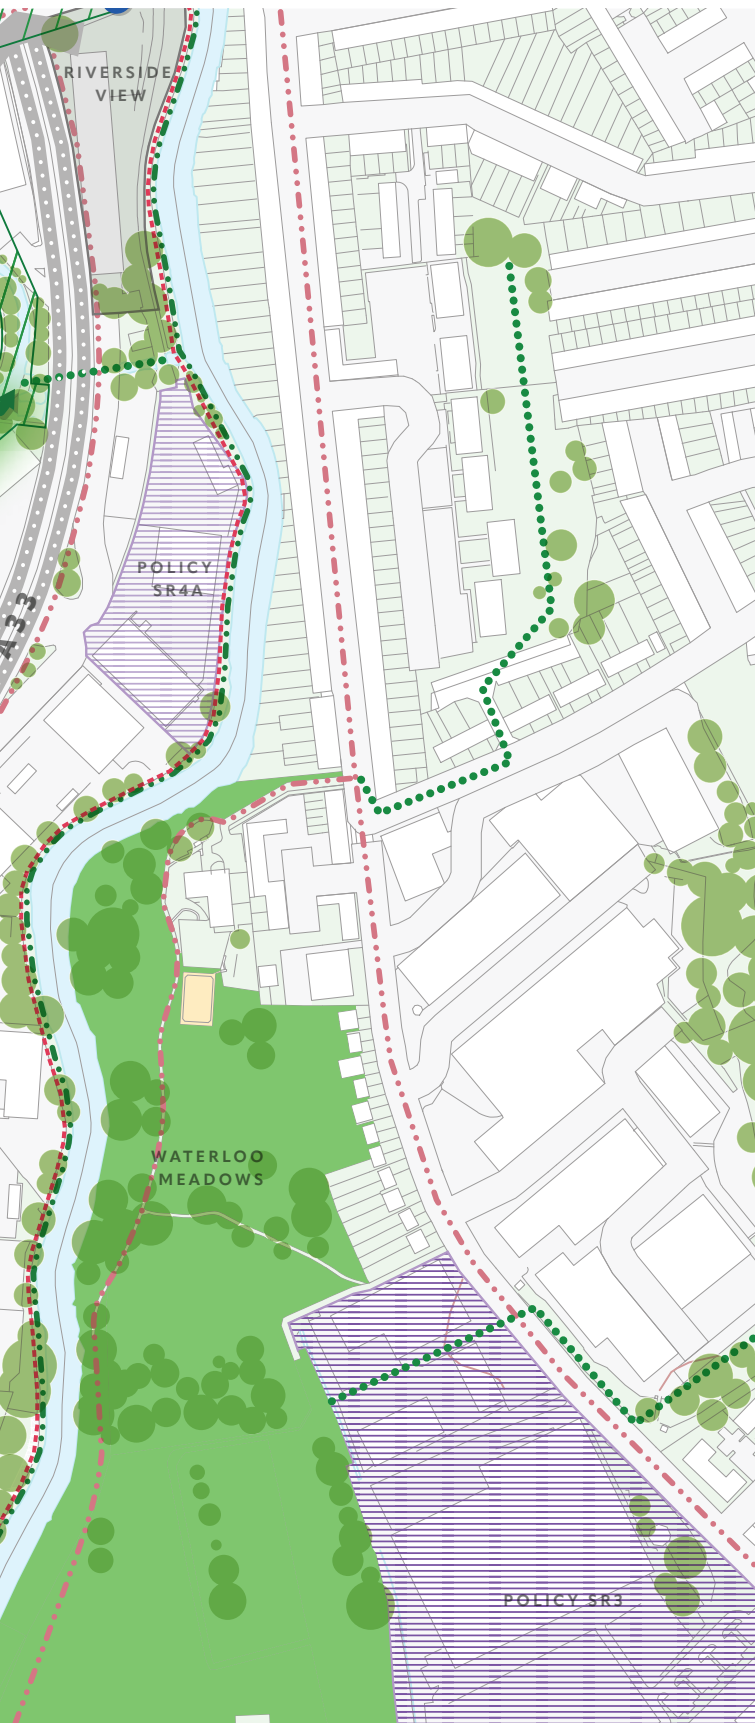 RIVERSIDE
VIEW
POLICY
SR4A
A33
WATERLOO
MEADOWS
POLICY SR3